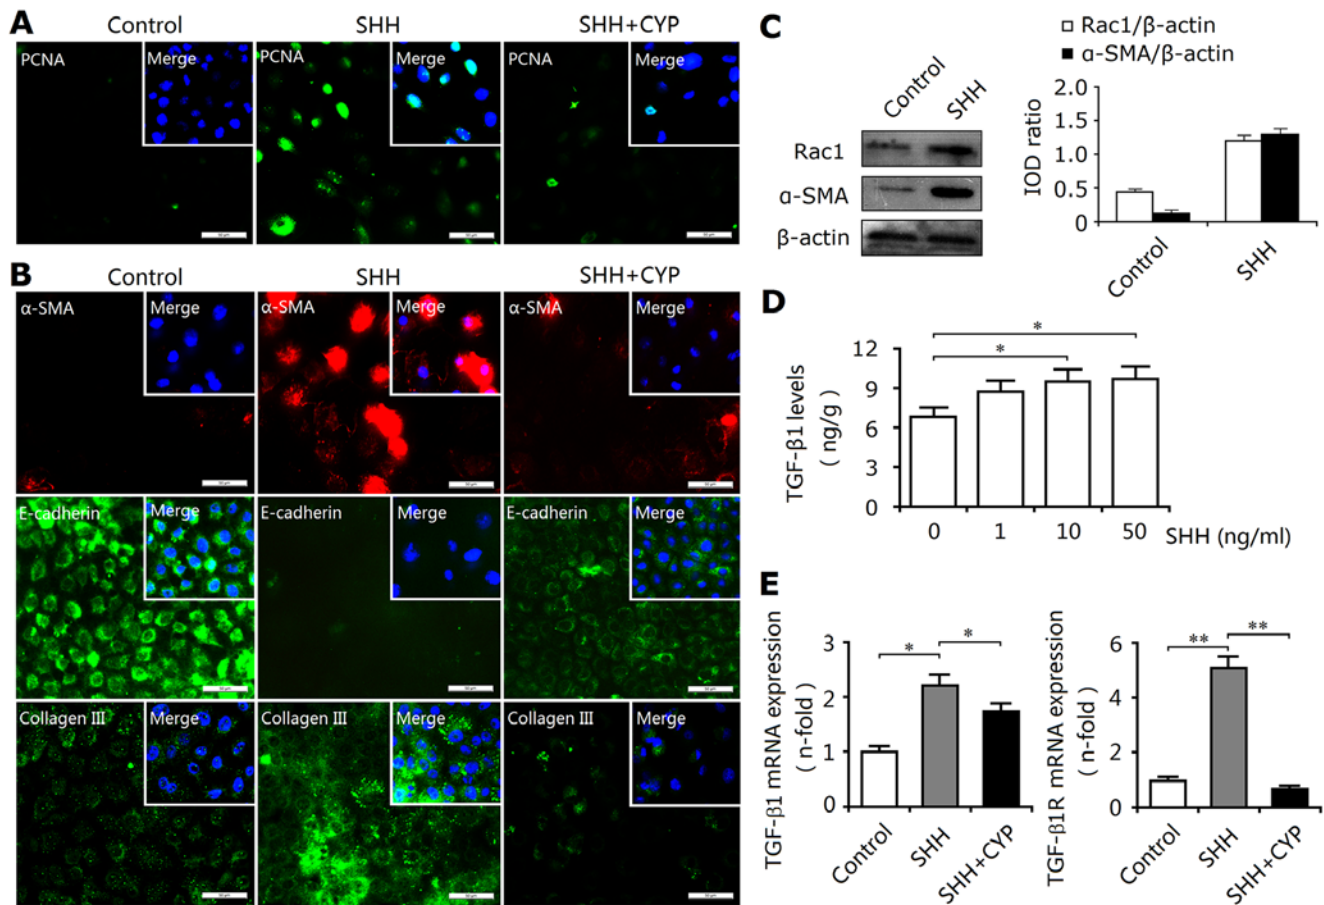 A
Control
SHH
SHH+CYP
PCNA
Merge
PCNA
Merge
PCNA
Merge
B
Control
SHH
SHH+CYP
α-SMA
Merge
α-SMA
Merge
α-SMA
Merge
E-cadherin
Merge
E-cadherin
Merge
E-cadherin
Merge
Collagen III
Merge
Collagen III
Merge
Collagen III
Merge
C
Control
SHH
Rac1
α-SMA
β-actin
Rac1/β-actin
α-SMA/β-actin
IOD ratio
2.0
1.5
1.0
0.5
0
Control
SHH
D
TGF-β1 levels
( ng/g )
12
9
6
3
0
*
*
0 1 10 50 SHH (ng/ml)
E
TGF-β1 mRNA expression
( n-fold )
3
2
1
0
* *
Control
SHH
SHH+CYP
TGF-β1R mRNA expression
( n-fold )
6
4
2
0
** **
Control
SHH
SHH+CYP